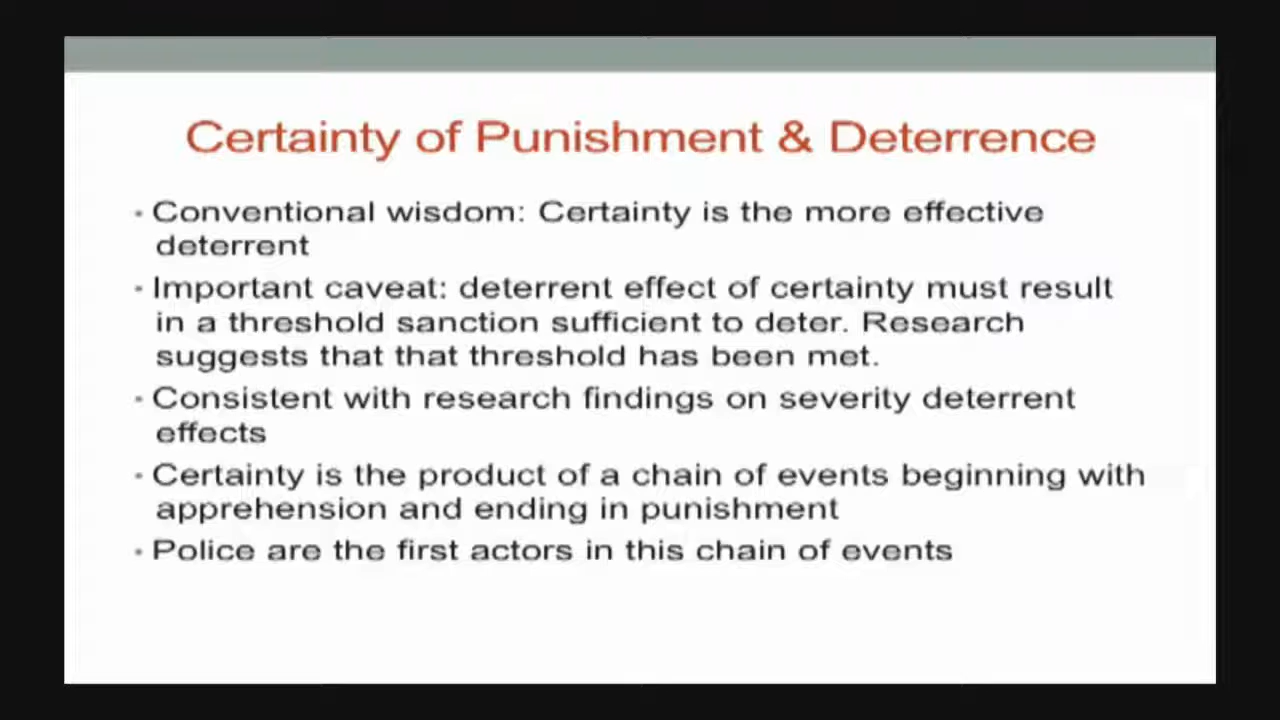 Certainty of Punishment & Deterrence
• Conventional wisdom: Certainty is the more effective
deterrent
• Important caveat: deterrent effect of certainty must result
in a threshold sanction sufficient to deter. Research
suggests that that threshold has been met.
• Consistent with research findings on severity deterrent
effects
• Certainty is the product of a chain of events beginning with
apprehension and ending in punishment
• Police are the first actors in this chain of events